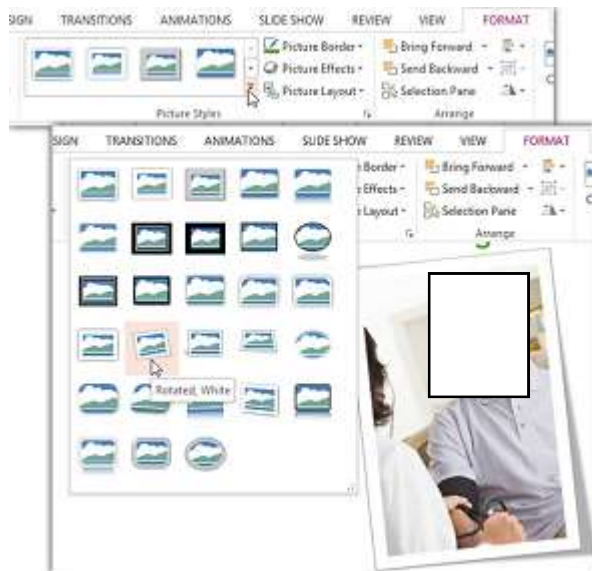 SIGN TRANSITIONS ANIMATIONS SLIDE SHOW REVIEW VIEW FORMAT
Picture Border
Bring Forward
Picture Effects
Send Backward
Picture Layout
Selection Pane
Picture Styles
Arrange
SIGN TRANSITIONS ANIMATIONS SLIDE SHOW REVIEW VIEW FORMAT
Border
Bring Forward
Effects
Send Backward
Layout
Selection Pane
Arrange
Rotated, White